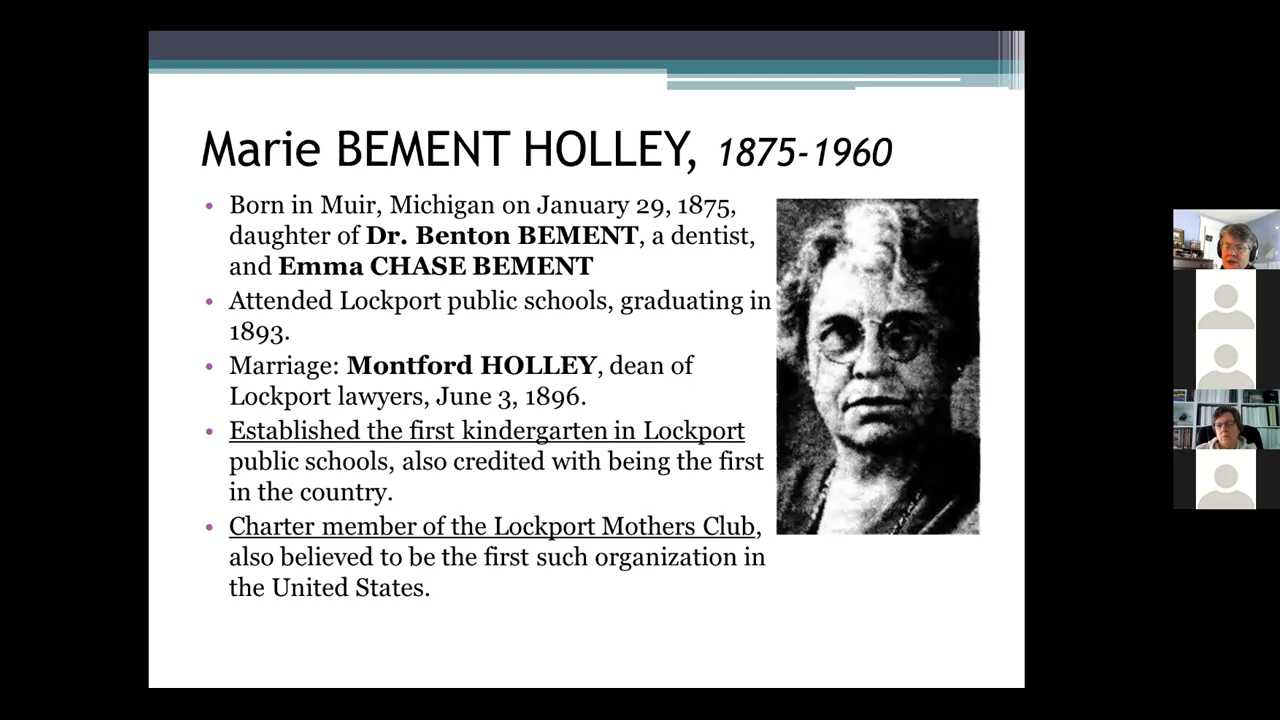 Marie BEMENT HOLLEY, 1875-1960
• Born in Muir, Michigan on January 29, 1875,
daughter of Dr. Benton BEMENT, a dentist,
and Emma CHASE BEMENT
• Attended Lockport public schools, graduating in
1893.
• Marriage: Montford HOLLEY, dean of
Lockport lawyers, June 3, 1896.
• Established the first kindergarten in Lockport
public schools, also credited with being the first
in the country.
• Charter member of the Lockport Mothers Club,
also believed to be the first such organization in
the United States.